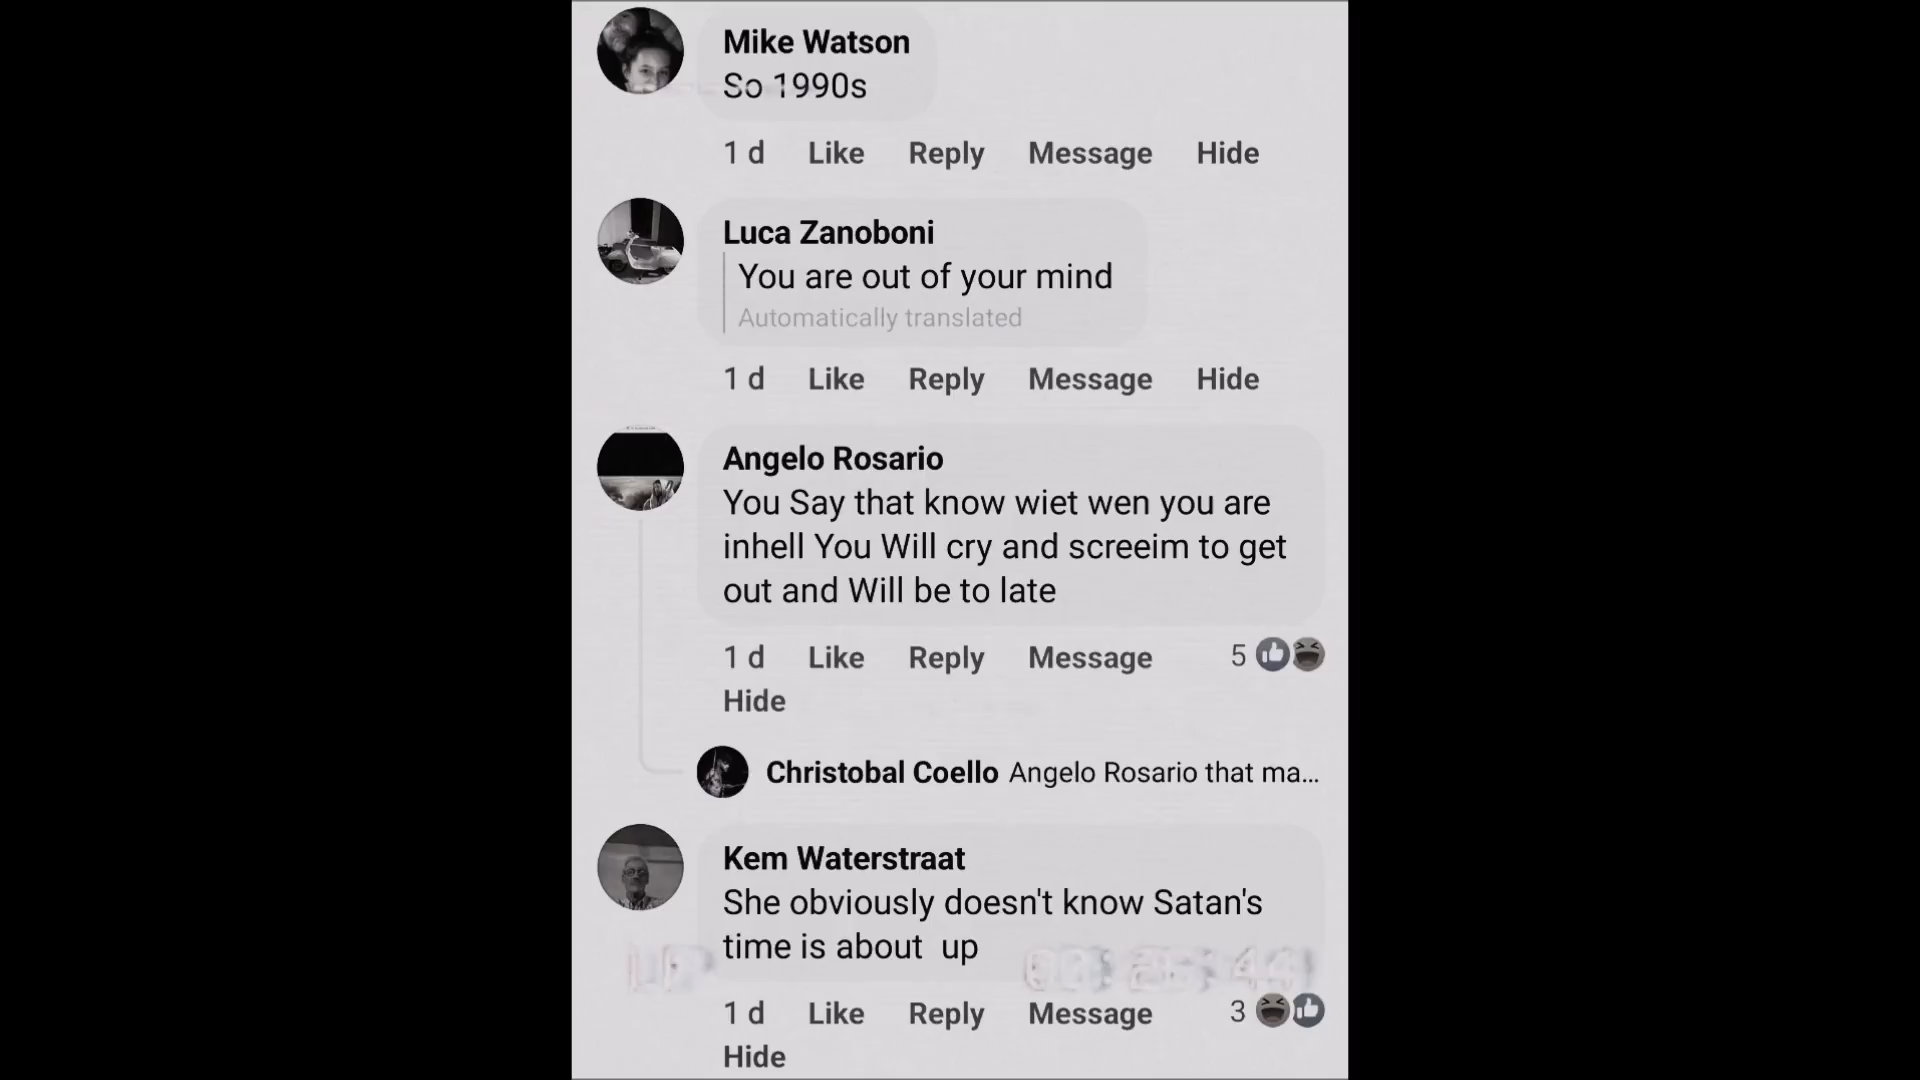 Mike Watson
So 1990s
1 d Like Reply Message Hide
Luca Zanoboni
You are out of your mind
Automatically translated
1 d Like Reply Message Hide
Angelo Rosario
You Say that know wiet wen you are
inhell You Will cry and screeim to get
out and Will be to late
1 d Like Reply Message 5
Hide
Christobal Coello Angelo Rosario that ma...
Kem Waterstraat
She obviously doesn't know Satan's
time is about up
1 d Like Reply Message 3
Hide